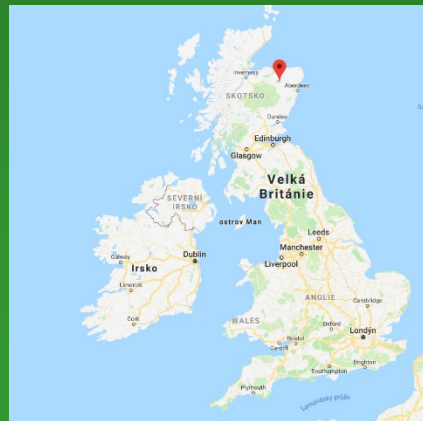 Inverness
SKOTSKO
Aberdeen
Dundee
Edinburgh
Glasgow
Velká
Británie
SEVERNÍ
IRSKO
ostrov Man
Leeds
Dublin
Manchester
Galway
Irsko
Liverpool
Limerick
ANGLIE
Cork
Cambridge
WALES
Oxford
Londýn
Cardiff
Bristol
Southampton
Brighton
Plymouth
Lamanšský průliv